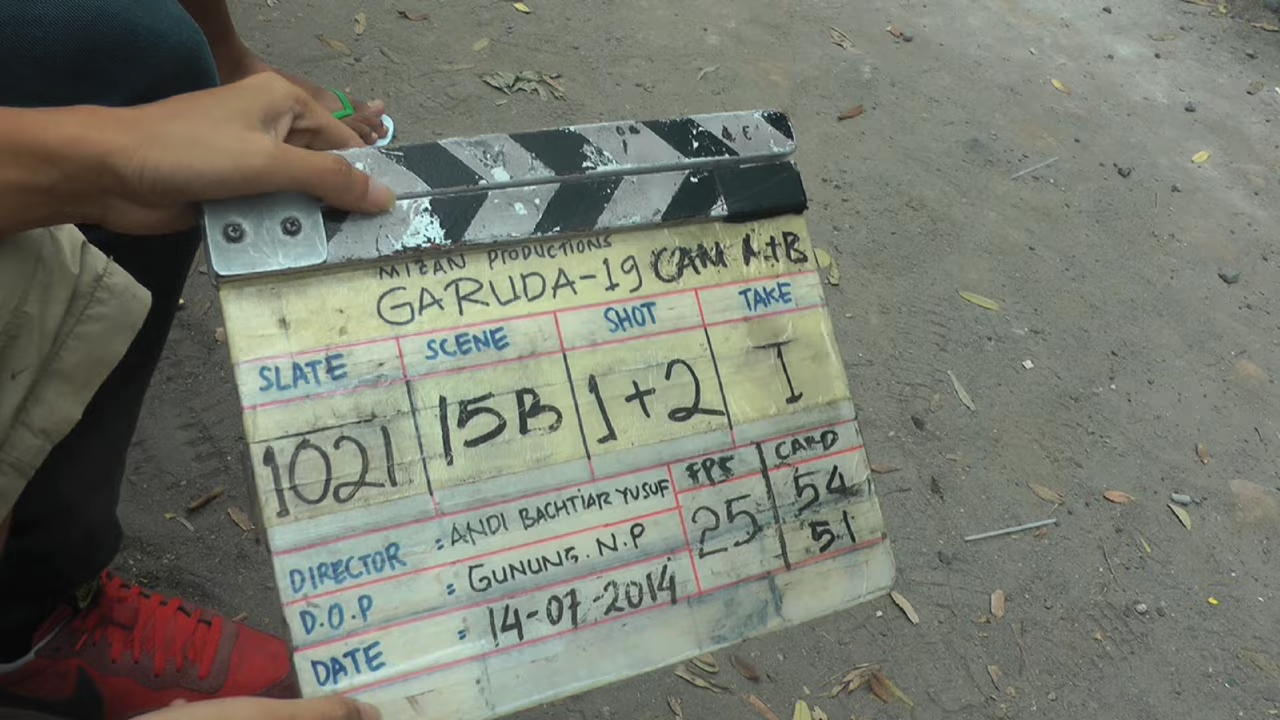 MIZAN PRODUCTIONS
GARUDA-19 CAM A+B
SLATE SCENE SHOT TAKE
1021 15B 1+2 I
FPS CARD
25 54
51
DIRECTOR : ANDI BACHTIAR YUSUF
D.O.P : GUNUNG. N.P
DATE : 14-07-2014